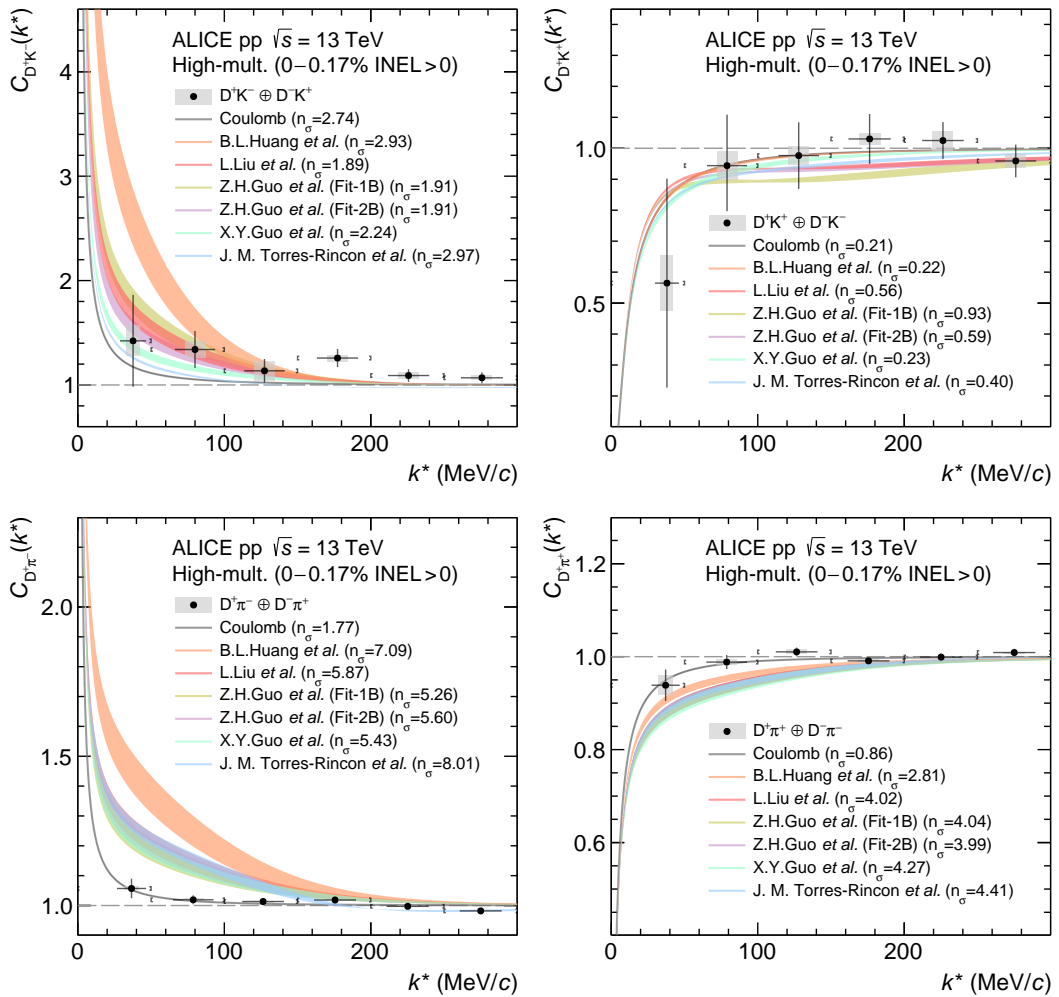 C_D⁺K⁻(k*)
ALICE pp √s = 13 TeV
High-mult. (0−0.17% INEL>0)
D⁺K⁻ ⊕ D⁻K⁺
Coulomb (n_σ=2.74)
B.L.Huang et al. (n_σ=2.93)
L.Liu et al. (n_σ=1.89)
Z.H.Guo et al. (Fit-1B) (n_σ=1.91)
Z.H.Guo et al. (Fit-2B) (n_σ=1.91)
X.Y.Guo et al. (n_σ=2.24)
J. M. Torres-Rincon et al. (n_σ=2.97)
4
3
2
1
0 100 200
k* (MeV/c)
C_D⁺K⁺(k*)
ALICE pp √s = 13 TeV
High-mult. (0−0.17% INEL>0)
D⁺K⁺ ⊕ D⁻K⁻
Coulomb (n_σ=0.21)
B.L.Huang et al. (n_σ=0.22)
L.Liu et al. (n_σ=0.56)
Z.H.Guo et al. (Fit-1B) (n_σ=0.93)
Z.H.Guo et al. (Fit-2B) (n_σ=0.59)
X.Y.Guo et al. (n_σ=0.23)
J. M. Torres-Rincon et al. (n_σ=0.40)
1.0
0.5
0 100 200
k* (MeV/c)
C_D⁺π⁻(k*)
ALICE pp √s = 13 TeV
High-mult. (0−0.17% INEL>0)
D⁺π⁻ ⊕ D⁻π⁺
Coulomb (n_σ=1.77)
B.L.Huang et al. (n_σ=7.09)
L.Liu et al. (n_σ=5.87)
Z.H.Guo et al. (Fit-1B) (n_σ=5.26)
Z.H.Guo et al. (Fit-2B) (n_σ=5.60)
X.Y.Guo et al. (n_σ=5.43)
J. M. Torres-Rincon et al. (n_σ=8.01)
2.0
1.5
1.0
0 100 200
k* (MeV/c)
C_D⁺π⁺(k*)
ALICE pp √s = 13 TeV
High-mult. (0−0.17% INEL>0)
D⁺π⁺ ⊕ D⁻π⁻
Coulomb (n_σ=0.86)
B.L.Huang et al. (n_σ=2.81)
L.Liu et al. (n_σ=4.02)
Z.H.Guo et al. (Fit-1B) (n_σ=4.04)
Z.H.Guo et al. (Fit-2B) (n_σ=3.99)
X.Y.Guo et al. (n_σ=4.27)
J. M. Torres-Rincon et al. (n_σ=4.41)
1.2
1.0
0.8
0.6
0 100 200
k* (MeV/c)